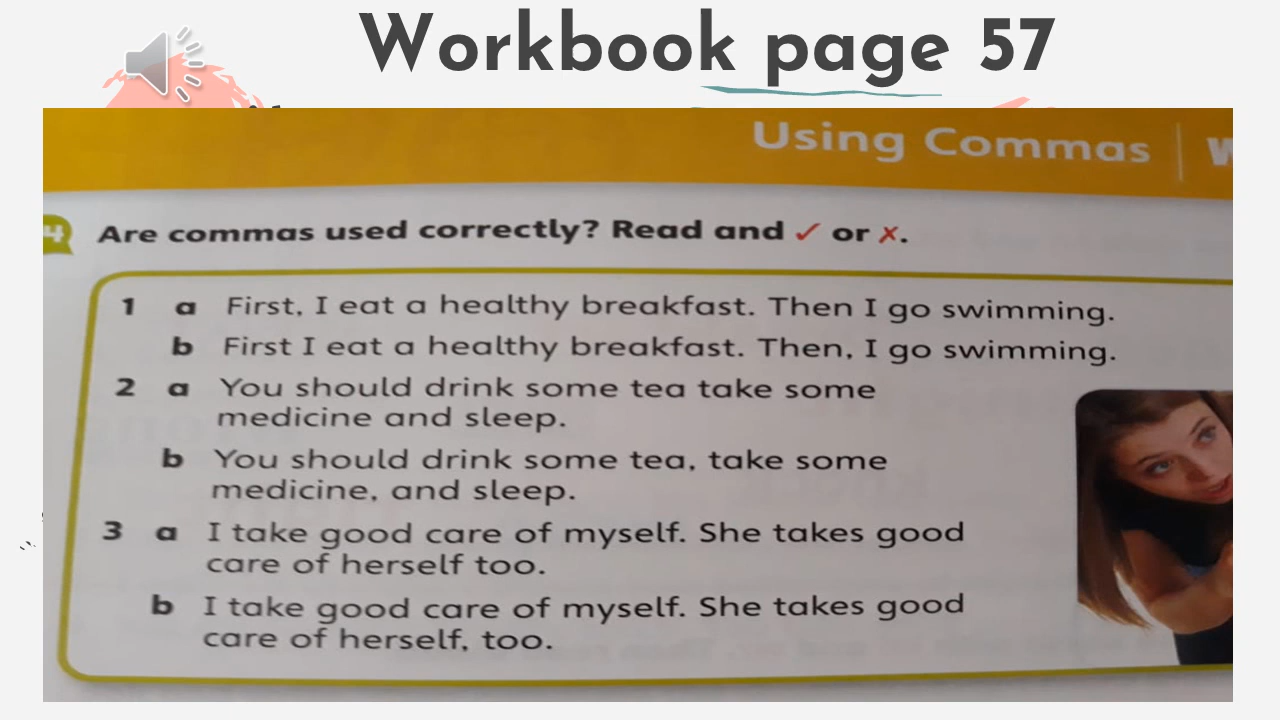 Workbook page 57
Using Commas
4 Are commas used correctly? Read and ✓ or ✗.
1 a First, I eat a healthy breakfast. Then I go swimming.
b First I eat a healthy breakfast. Then, I go swimming.
2 a You should drink some tea take some
medicine and sleep.
b You should drink some tea, take some
medicine, and sleep.
3 a I take good care of myself. She takes good
care of herself too.
b I take good care of myself. She takes good
care of herself, too.